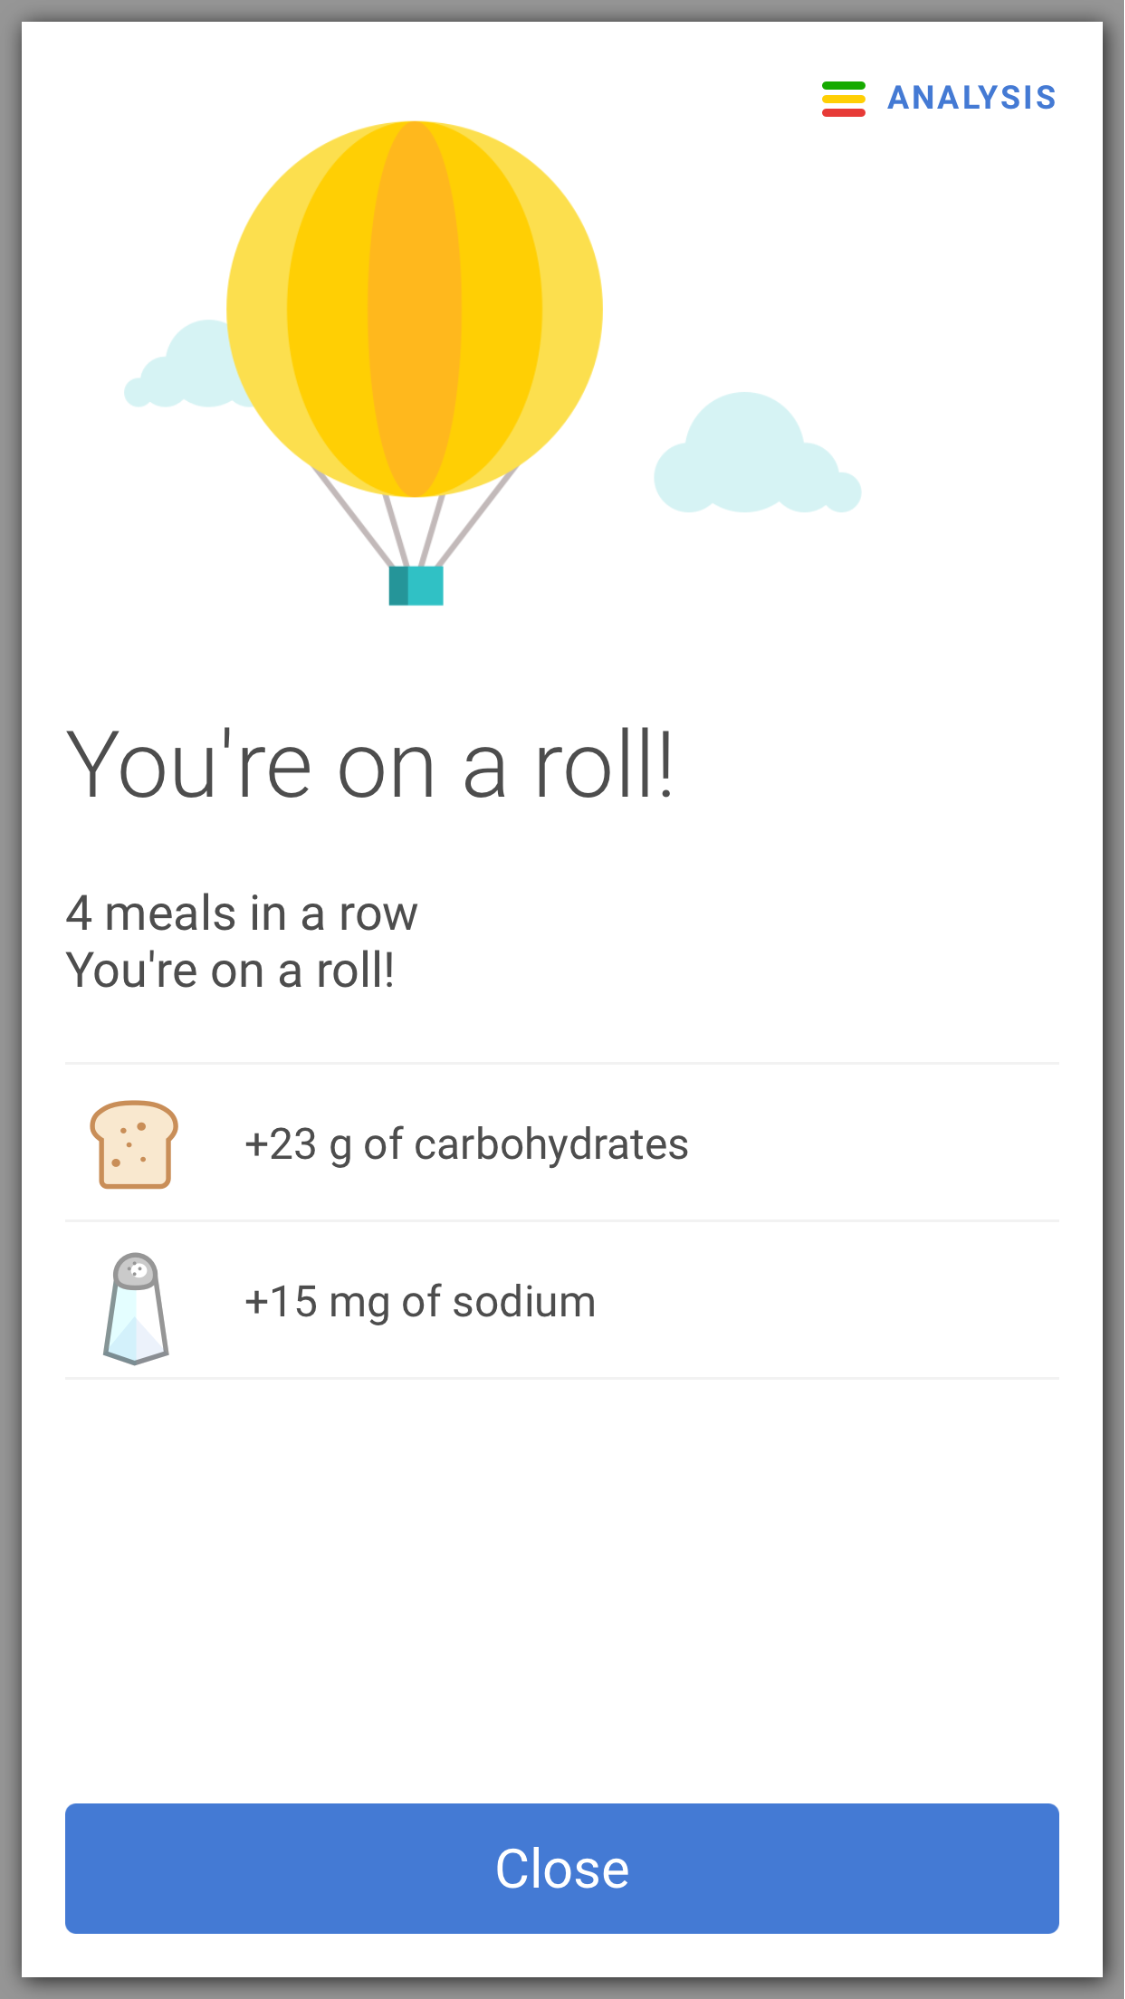 ANALYSIS
You're on a roll!
4 meals in a row
You're on a roll!
+23 g of carbohydrates
+15 mg of sodium
Close